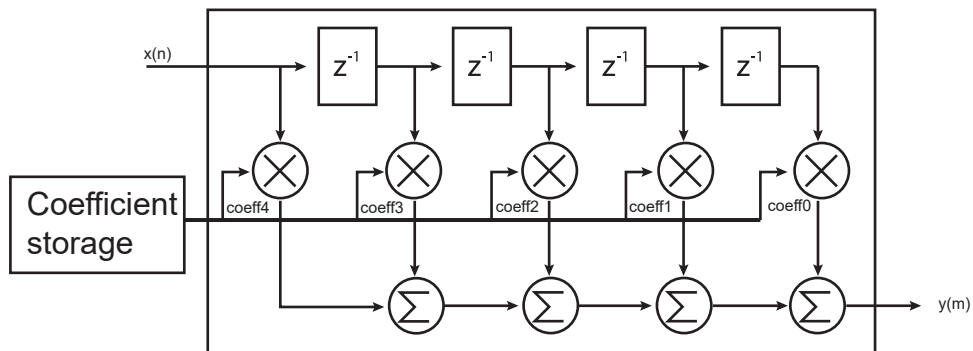 x(n)
z-1
z-1
z-1
z-1
Coefficient
storage
coeff4
coeff3
coeff2
coeff1
coeff0
Σ
Σ
Σ
Σ
y(m)